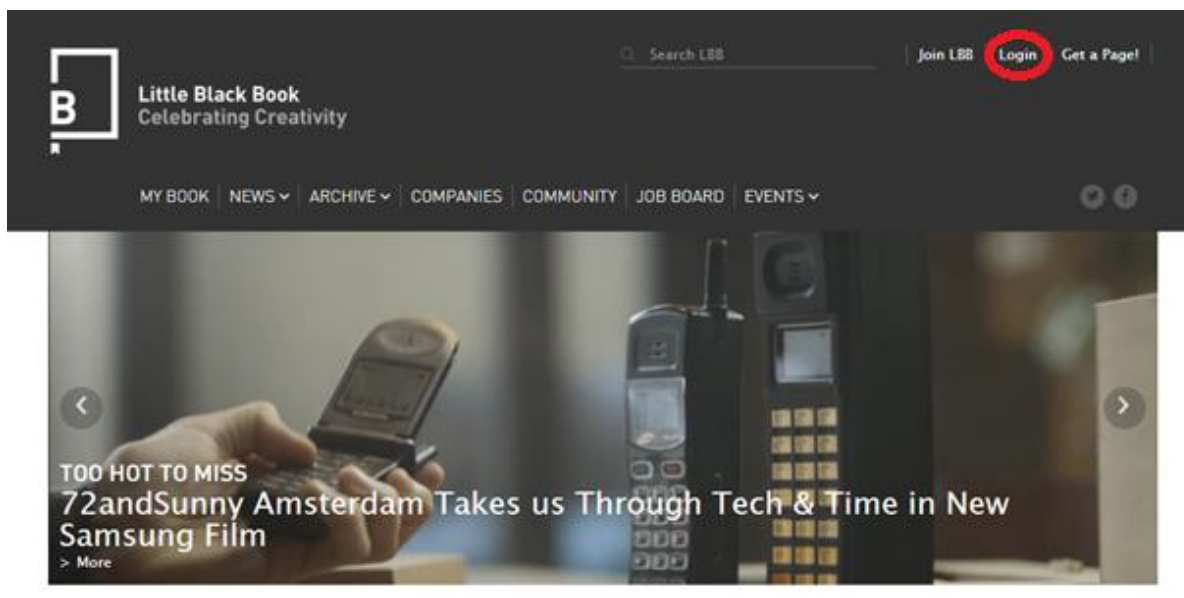 Search LBB
Join LBB
Login
Get a Page!
B
Little Black Book
Celebrating Creativity
MY BOOK
NEWS
ARCHIVE
COMPANIES
COMMUNITY
JOB BOARD
EVENTS
TOO HOT TO MISS
72andSunny Amsterdam Takes us Through Tech & Time in New
Samsung Film
> More